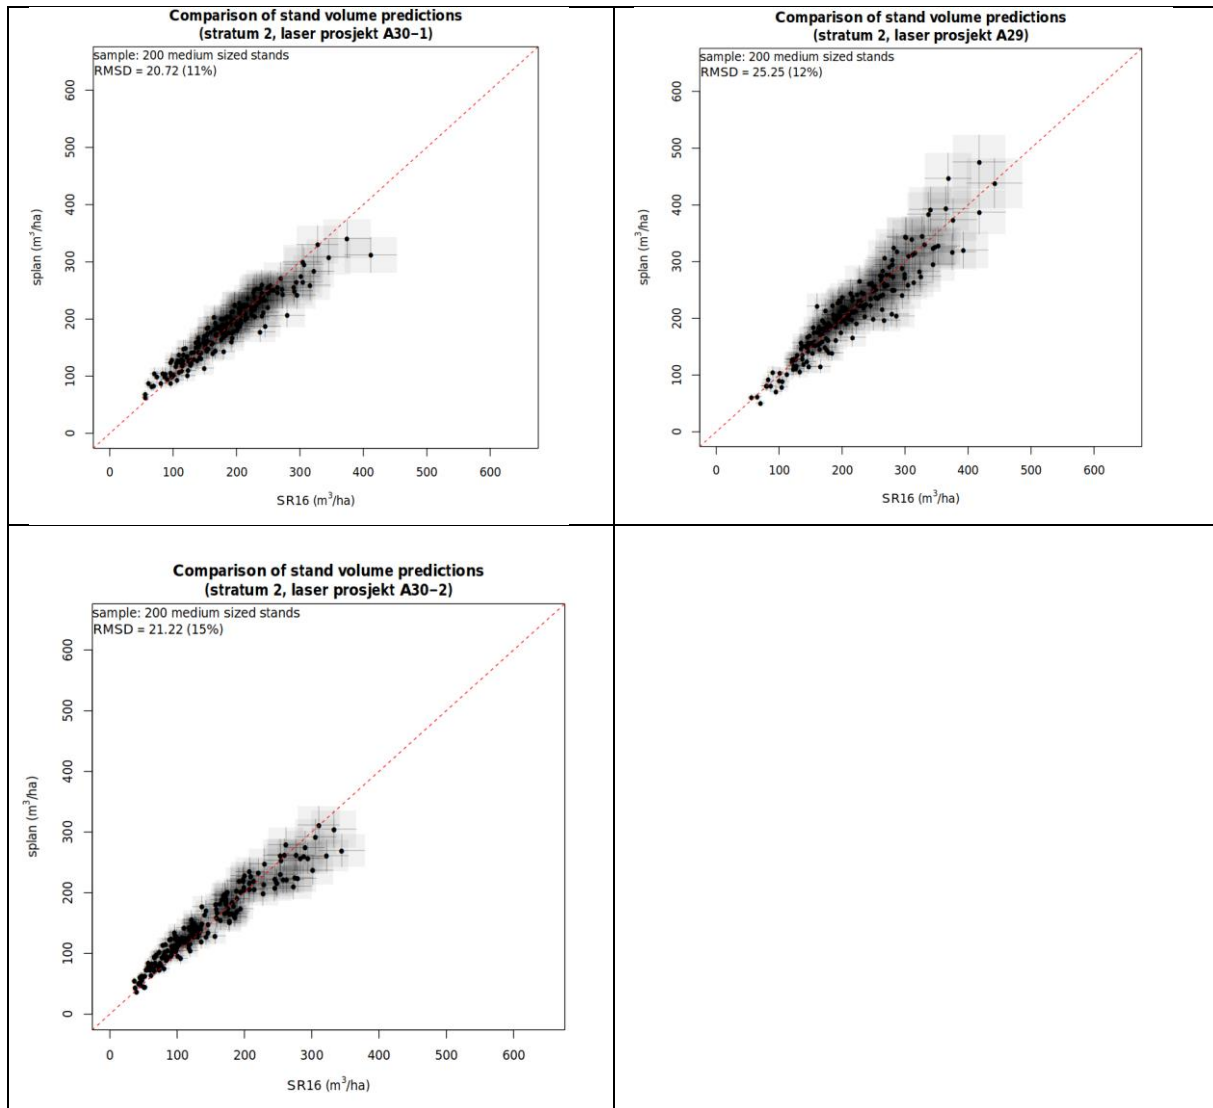 Comparison of stand volume predictions
(stratum 2, laser prosjekt A30−1)
sample: 200 medium sized stands
RMSD = 20.72 (11%)
600
500
400
300
200
100
0
splan (m³/ha)
0 100 200 300 400 500 600
SR16 (m³/ha)
Comparison of stand volume predictions
(stratum 2, laser prosjekt A29)
sample: 200 medium sized stands
RMSD = 25.25 (12%)
600
500
400
300
200
100
0
splan (m³/ha)
0 100 200 300 400 500 600
SR16 (m³/ha)
Comparison of stand volume predictions
(stratum 2, laser prosjekt A30−2)
sample: 200 medium sized stands
RMSD = 21.22 (15%)
600
500
400
300
200
100
0
splan (m³/ha)
0 100 200 300 400 500 600
SR16 (m³/ha)